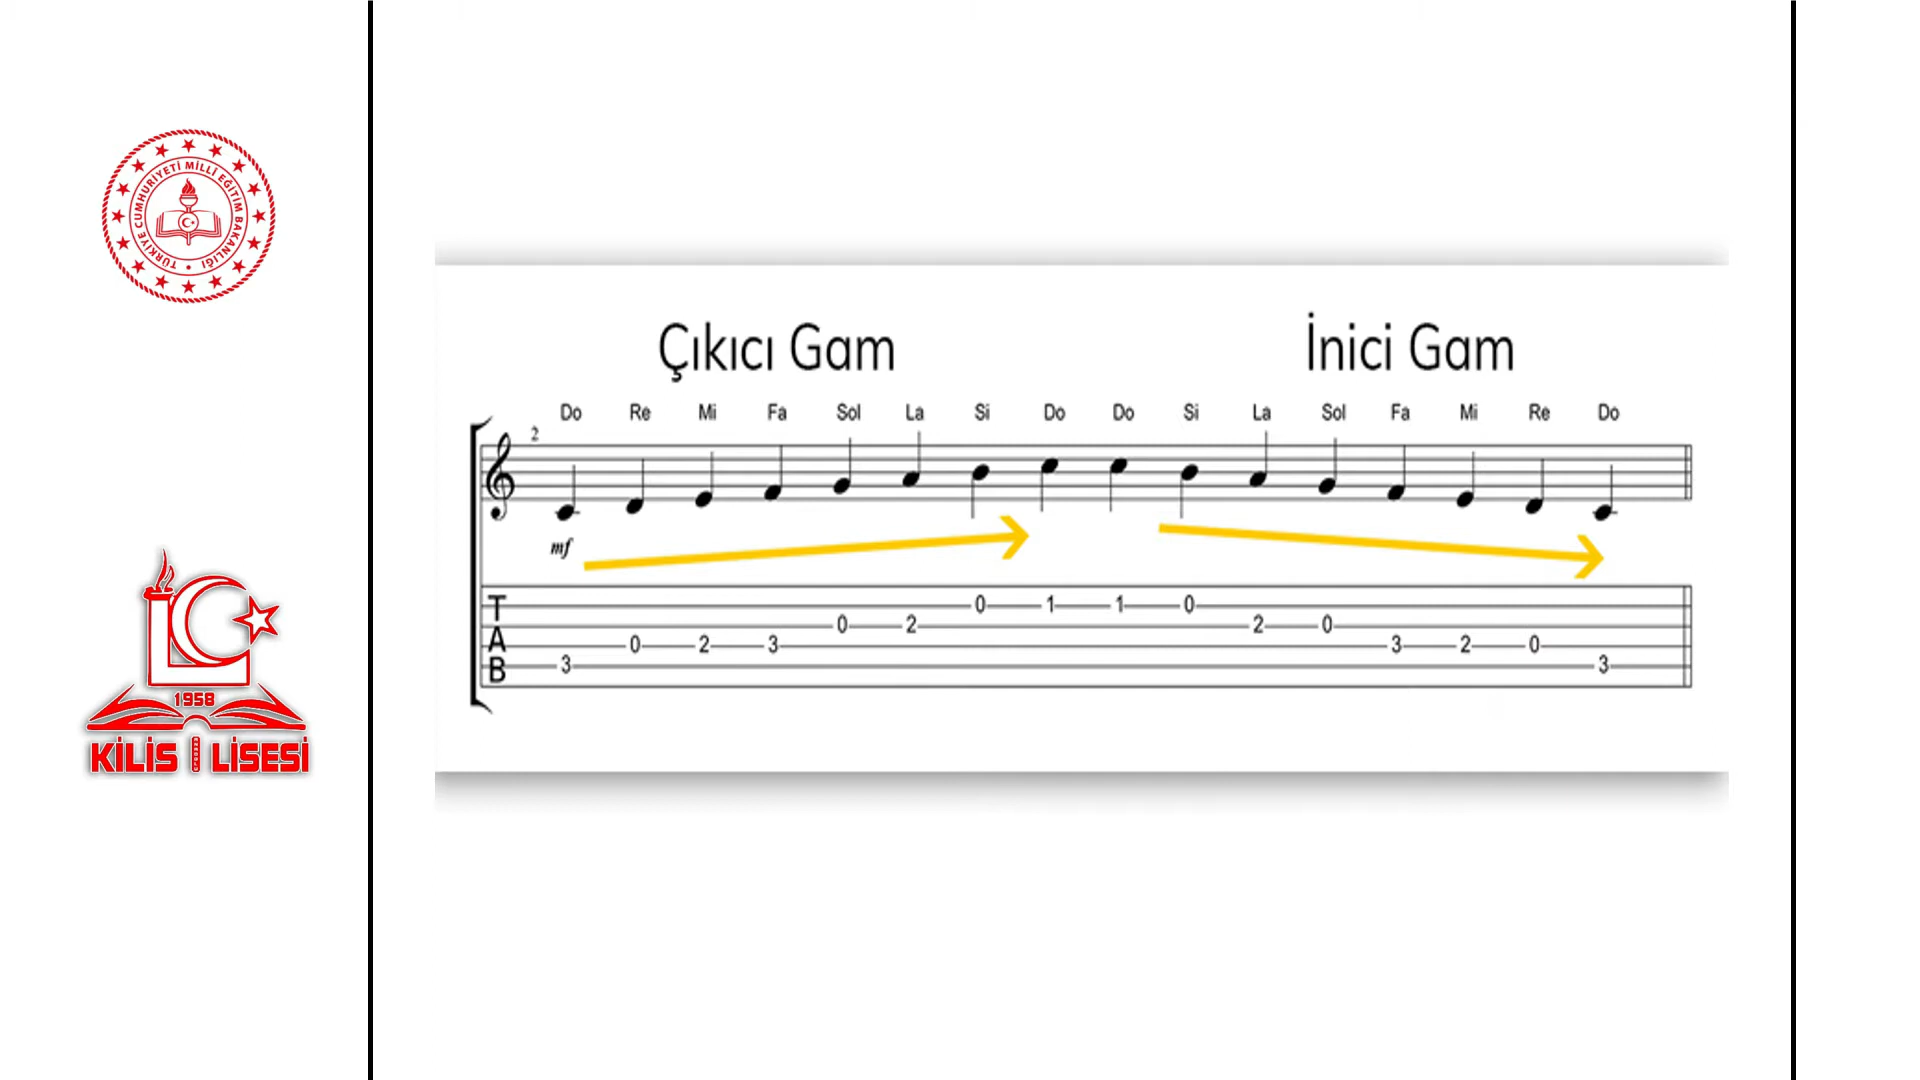 TÜRKİYE CUMHURİYETİ MİLLİ EĞİTİM BAKANLIĞI
1958
KİLİS LİSESİ
Çıkıcı Gam İnici Gam
Do Re Mi Fa Sol La Si Do Do Si La Sol Fa Mi Re Do
2
mf
T A B
0 1 1 0
0 2 2 0
0 2 3 3 2 0
3 3